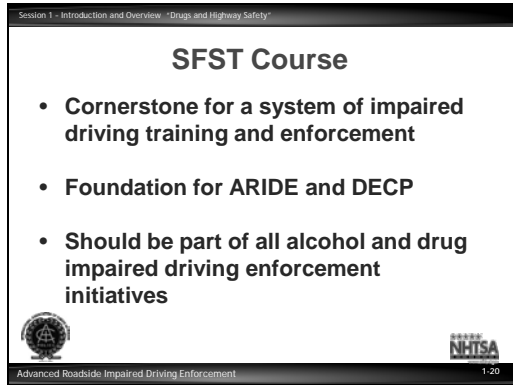 Session 1 - Introduction and Overview "Drugs and Highway Safety"
SFST Course
• Cornerstone for a system of impaired
driving training and enforcement
• Foundation for ARIDE and DECP
• Should be part of all alcohol and drug
impaired driving enforcement
initiatives
NHTSA
Advanced Roadside Impaired Driving Enforcement
1-20